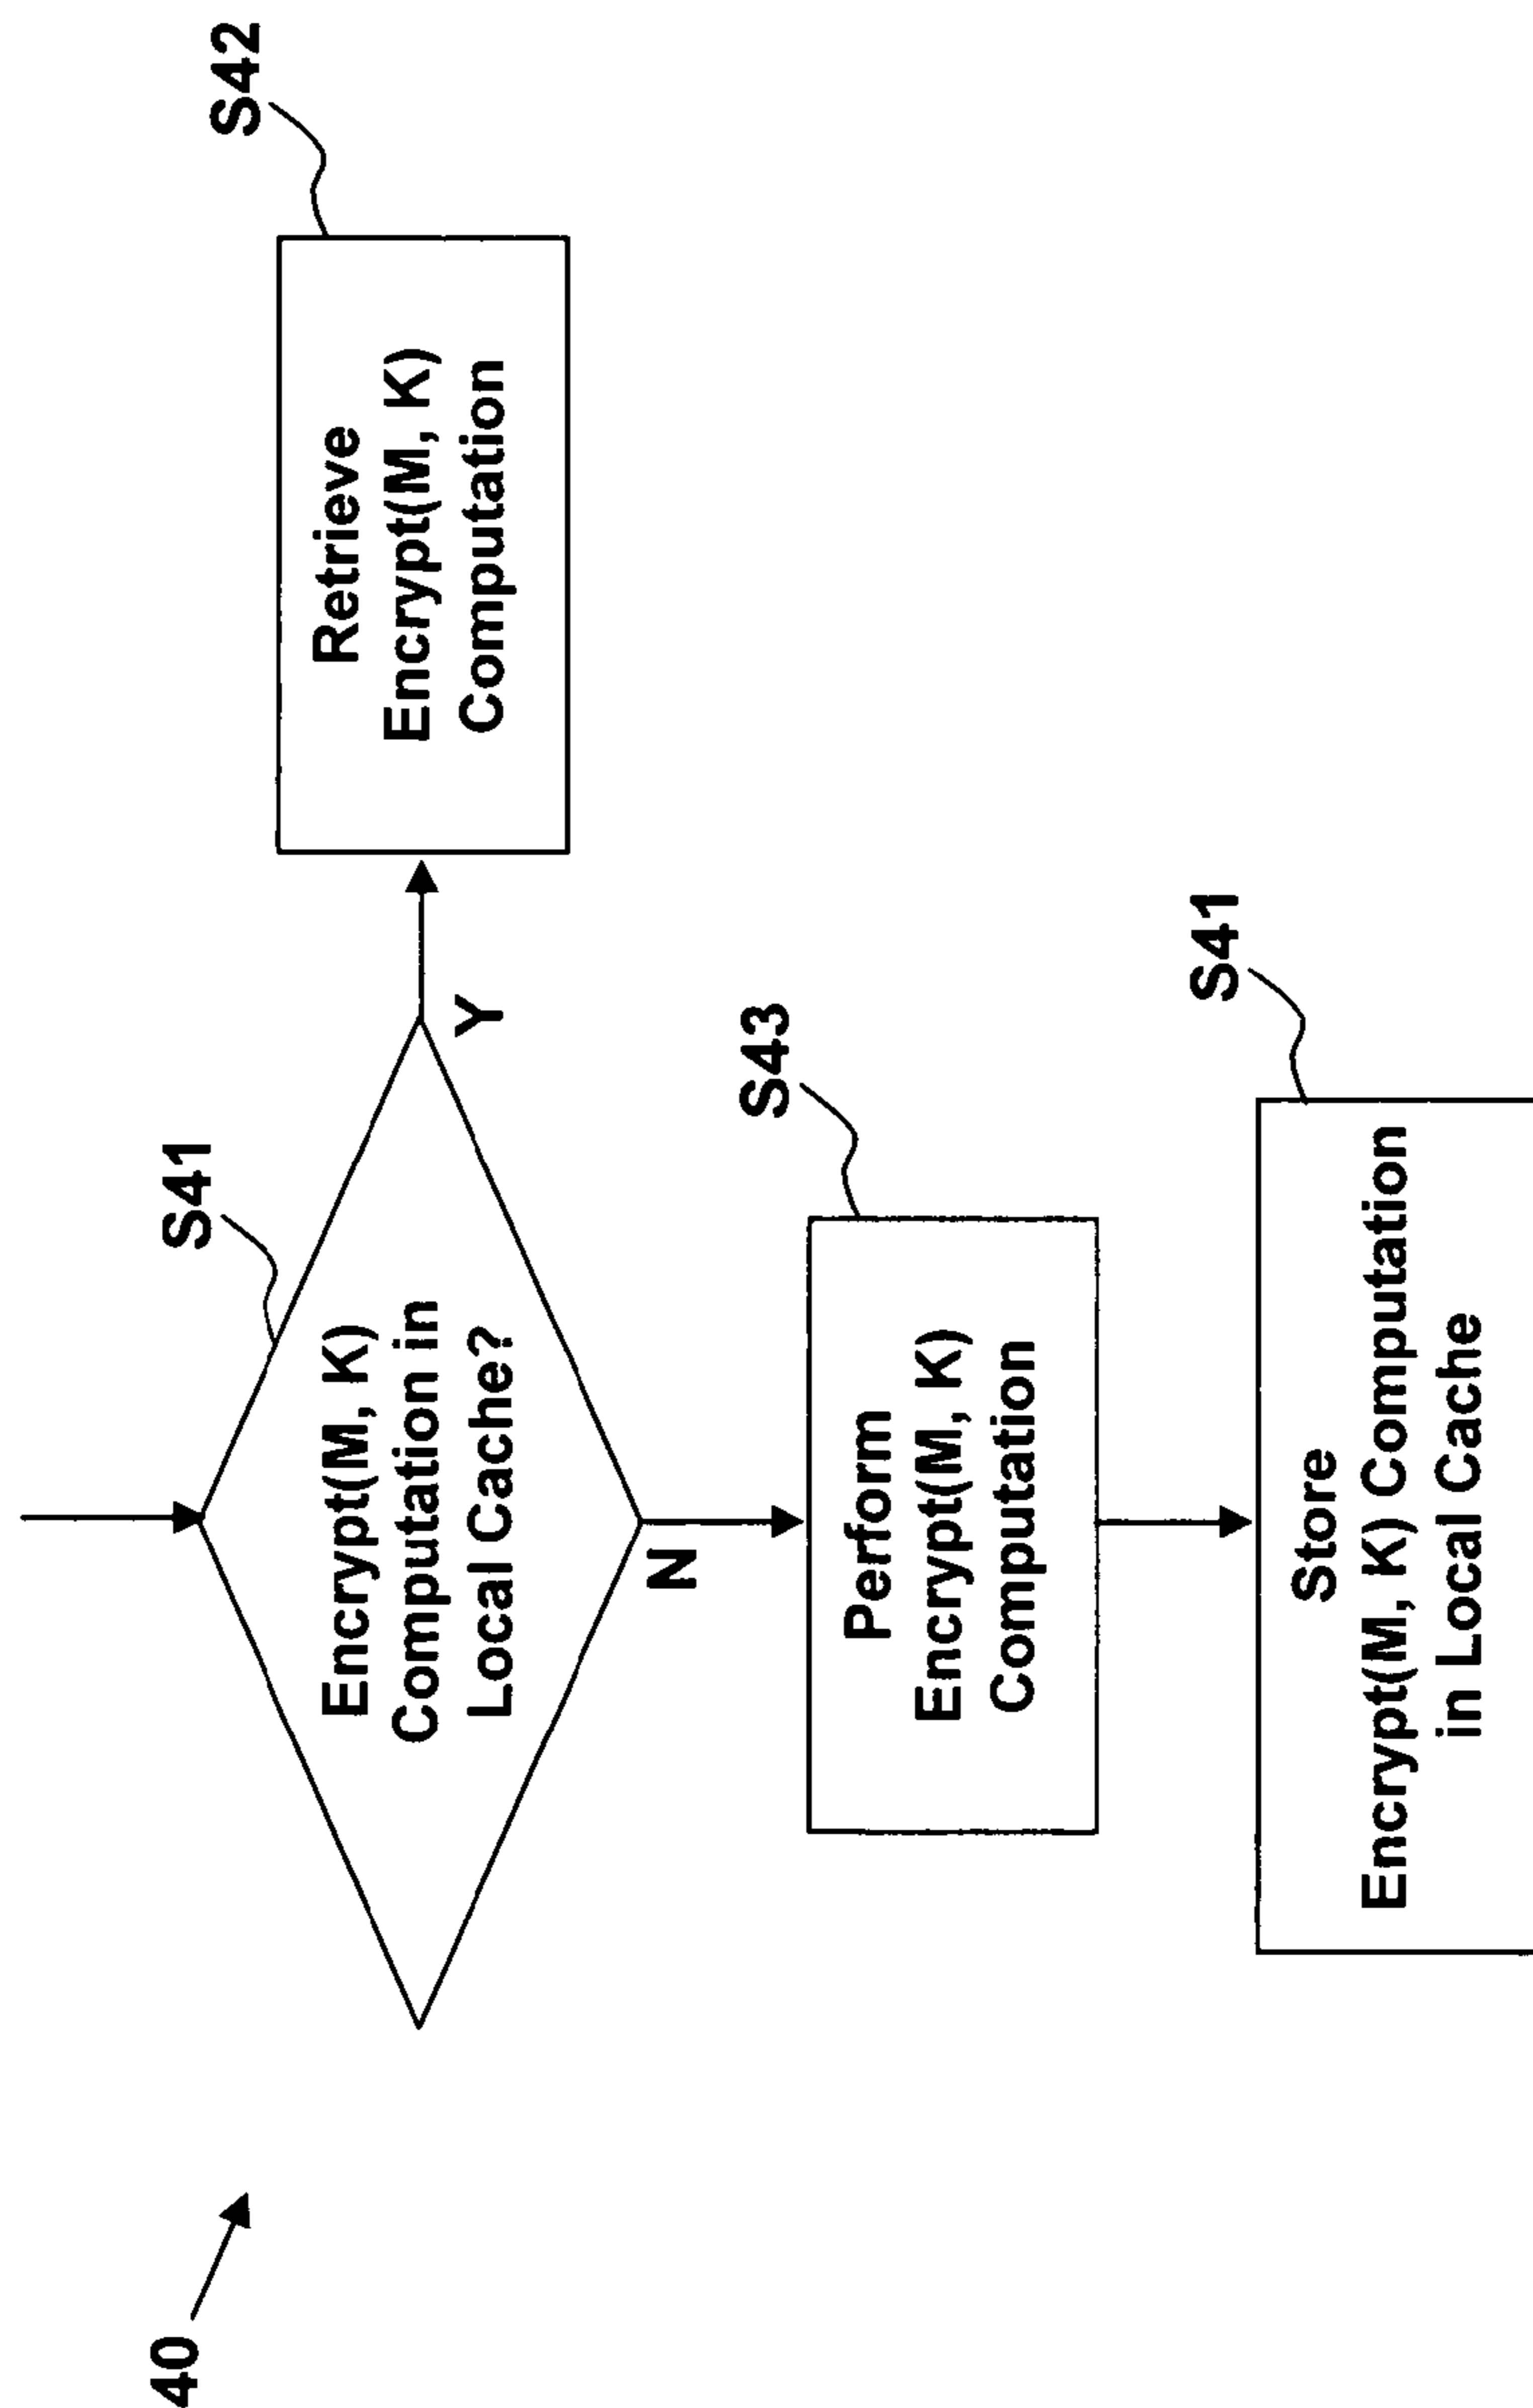 40
S41
Encrypt(M, K)
Computation in
Local Cache?
Y
S42
Retrieve
Encrypt(M, K)
Computation
N
S43
Perform
Encrypt(M, K)
Computation
S41
Store
Encrypt(M, K) Computation
in Local Cache